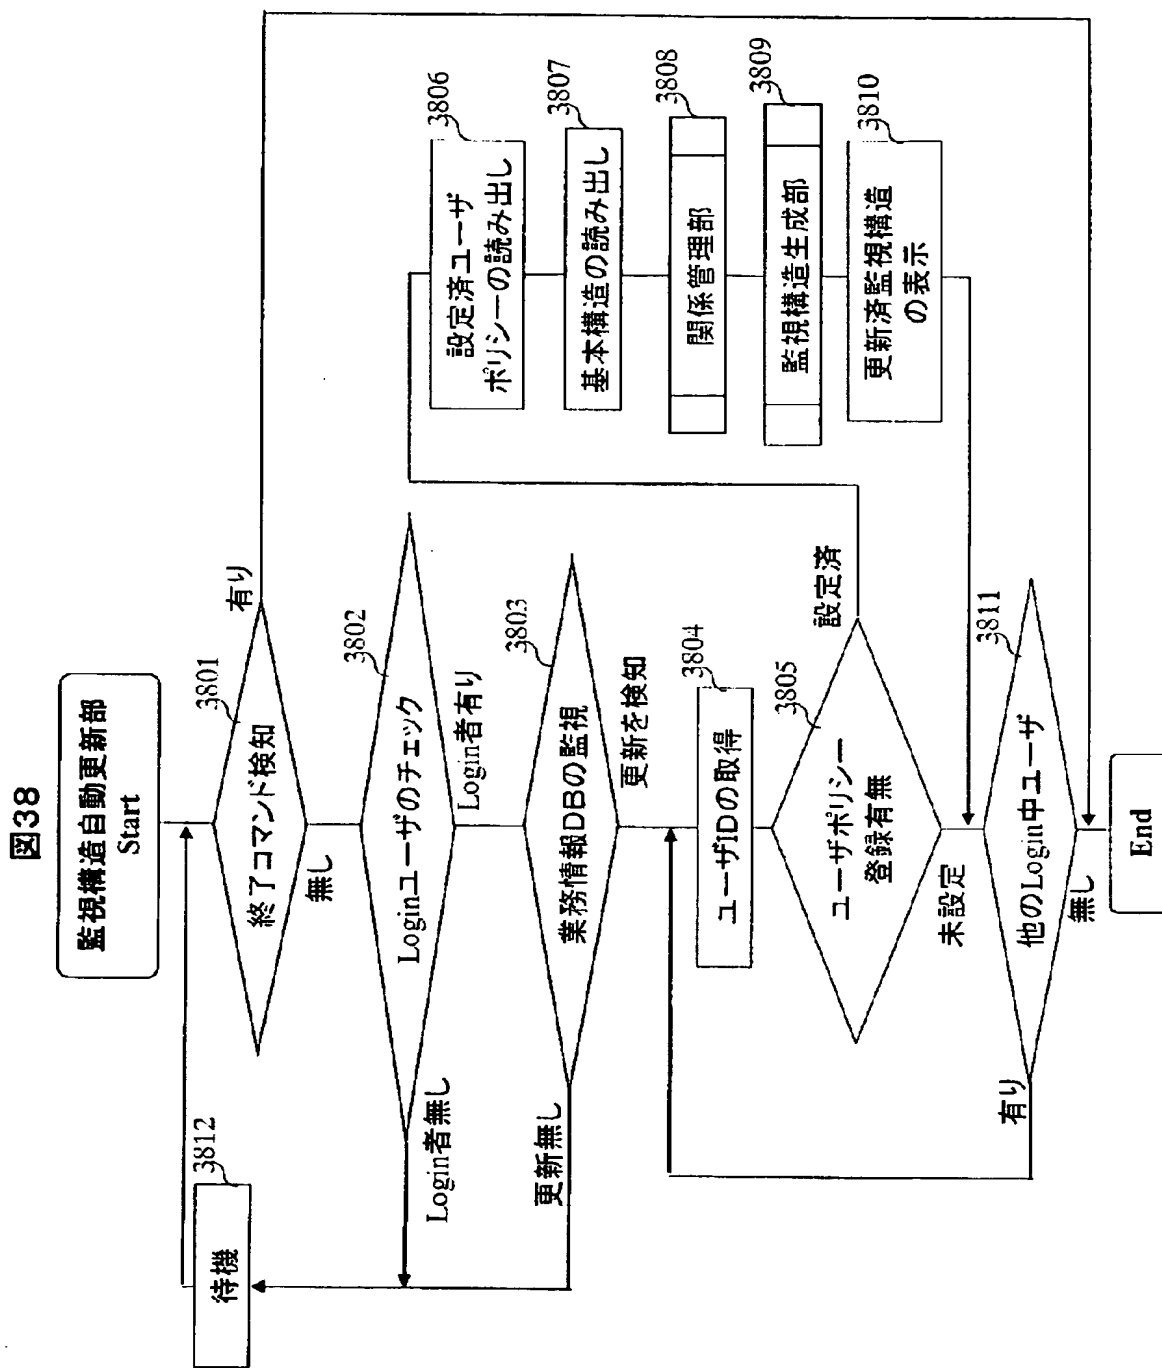 図38
監視構造自動更新部
Start
3801
終了コマンド検知
有り
無し
3802
Loginユーザのチェック
Login者有り
Login者無し
3812
待機
3803
業務情報DBの監視
更新を検知
更新無し
3804
ユーザIDの取得
3805
ユーザポリシー
登録有無
設定済
未設定
3806
設定済ユーザ
ポリシーの読み出し
3807
基本構造の読み出し
3808
関係管理部
3809
監視構造生成部
3810
更新済監視構造
の表示
3811
他のLogin中ユーザ
有り
無し
End